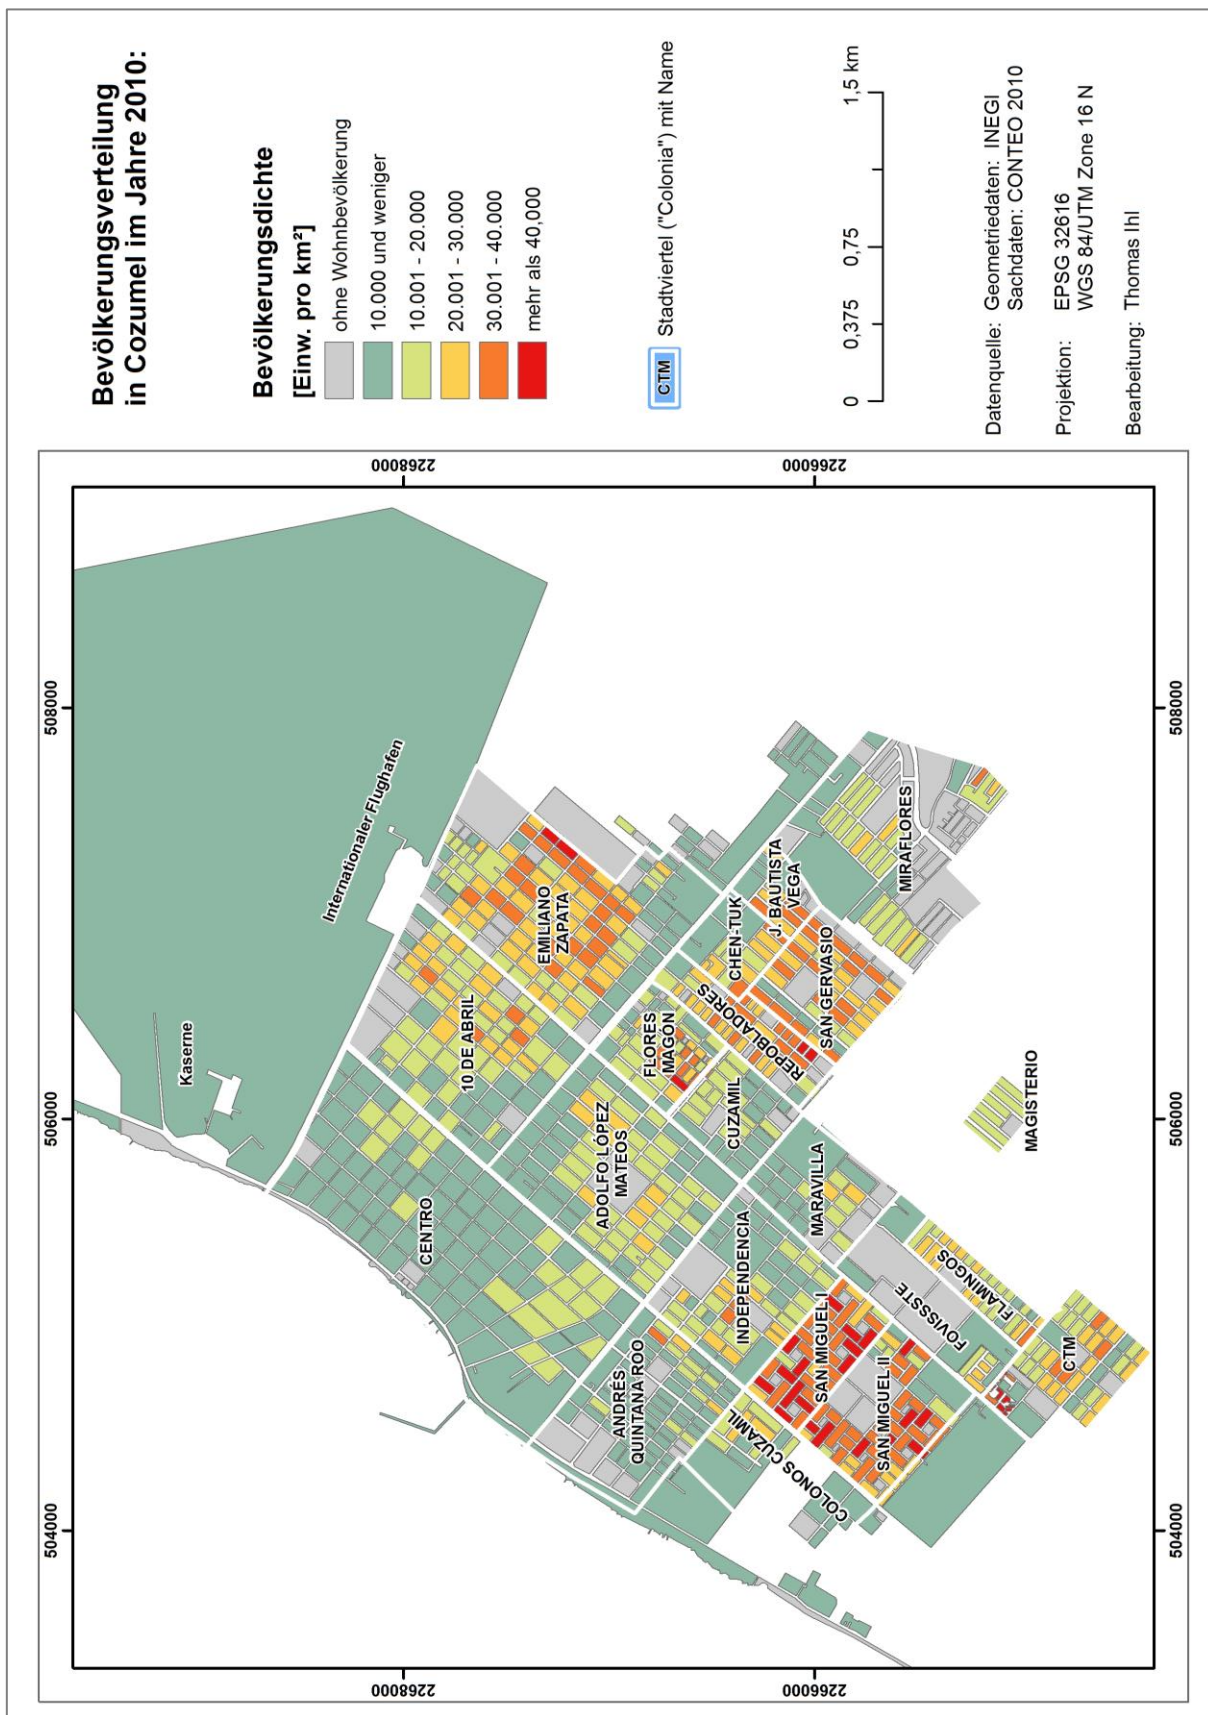 Bevölkerungsverteilung
in Cozumel im Jahre 2010:
Bevölkerungsdichte
[Einw. pro km²]
ohne Wohnbevölkerung
10.000 und weniger
10.001 - 20.000
20.001 - 30.000
30.001 - 40.000
mehr als 40,000
CTM
Stadtviertel ("Colonia") mit Name
0 0,375 0,75 1,5 km
Datenquelle: Geometriedaten: INEGI
Sachdaten: CONTEO 2010
Projektion: EPSG 32616
WGS 84/UTM Zone 16 N
Bearbeitung: Thomas Ihl
504000
506000
508000
2268000
2266000
Kaserne
Internationaler Flughafen
CENTRO
10 DE ABRIL
EMILIANO
ZAPATA
ADOLFO LÓPEZ
MATEOS
FLORES
MAGÓN
ANDRÉS
QUINTANA ROO
INDEPENDENCIA
CUZAMIL
REPOBLADORES
CHEN-TUK
J. BAUTISTA
VEGA
COLONOS CUZAMIL
SAN MIGUEL I
MARAVILLA
SAN GERVASIO
SAN MIGUEL II
FOVISSSTE
MIRAFLORES
FLAMINGOS
CTM
MAGISTERIO
504000
506000
508000
2268000
2266000